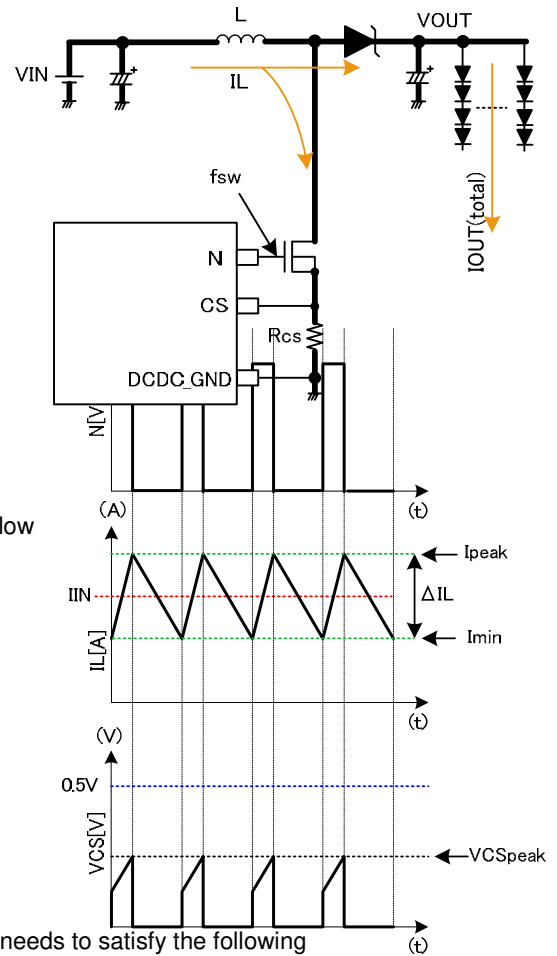 L
VOUT
VIN
+
+
IL
IOUT(total)
fsw
N
CS
Rcs
DCDC_GND
N[V
(t)
(A)
low
Ipeak
IIN
ΔIL
IL[A]
Imin
(t)
(V)
0.5V
VCS[V]
VCSpeak
needs to satisfy the following
(t)